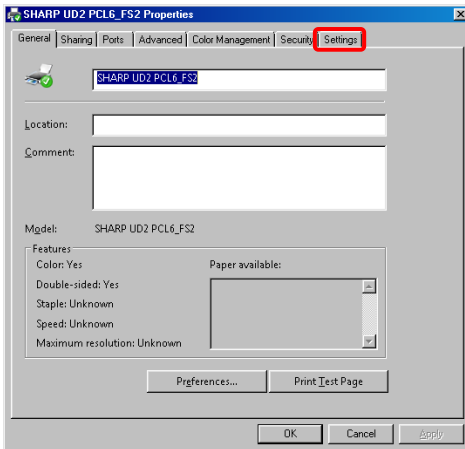 SHARP UD2 PCL6_FS2 Properties
General Sharing Ports Advanced Color Management Security Settings
SHARP UD2 PCL6_FS2
Location:
Comment:
Model: SHARP UD2 PCL6_FS2
Features
Color: Yes Paper available:
Double-sided: Yes
Staple: Unknown
Speed: Unknown
Maximum resolution: Unknown
Preferences... Print Test Page
OK Cancel Apply